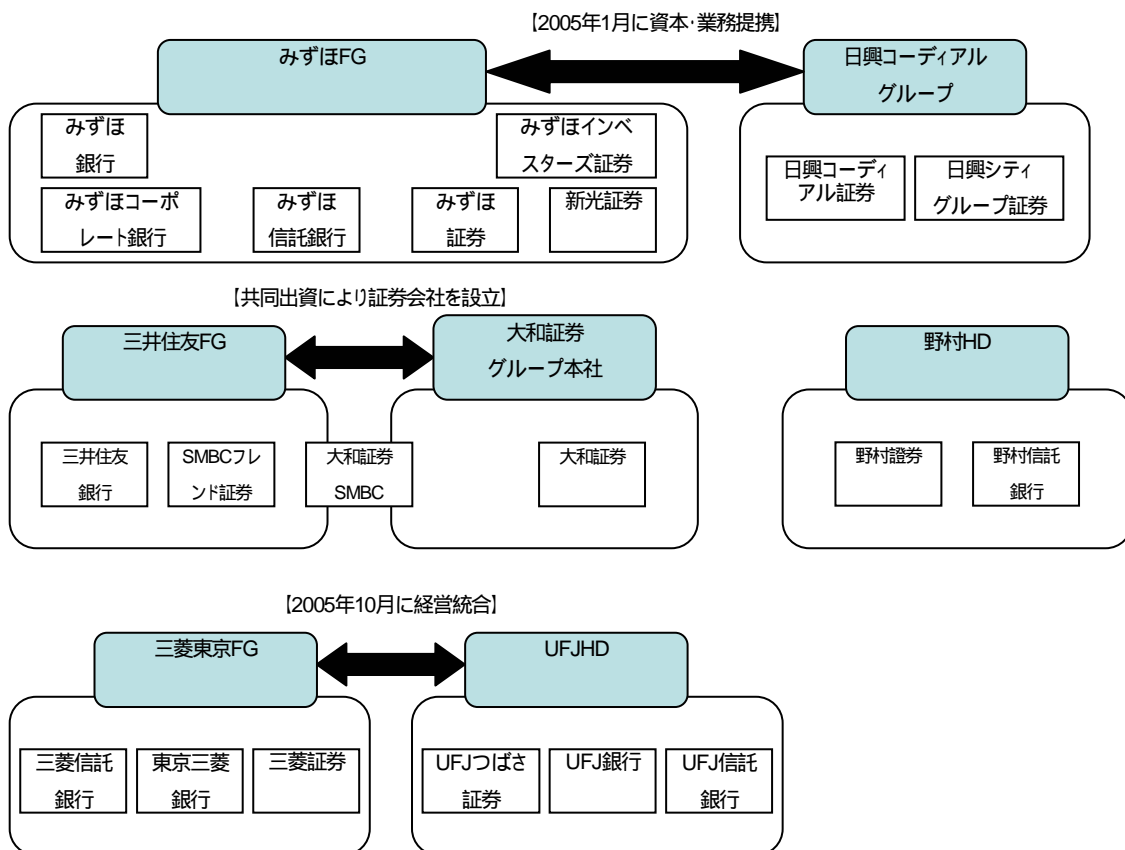 【2005年1月に資本・業務提携】
みずほFG
日興コーディアル
グループ
みずほ
銀行
みずほインベ
スターズ証券
みずほコーポ
レート銀行
みずほ
信託銀行
みずほ
証券
新光証券
日興コーディ
アル証券
日興シティ
グループ証券
【共同出資により証券会社を設立】
三井住友FG
大和証券
グループ本社
野村HD
三井住友
銀行
SMBCフレ
ンド証券
大和証券
SMBC
大和証券
野村證券
野村信託
銀行
【2005年10月に経営統合】
三菱東京FG
UFJHD
三菱信託
銀行
東京三菱
銀行
三菱証券
UFJつばさ
証券
UFJ銀行
UFJ信託
銀行